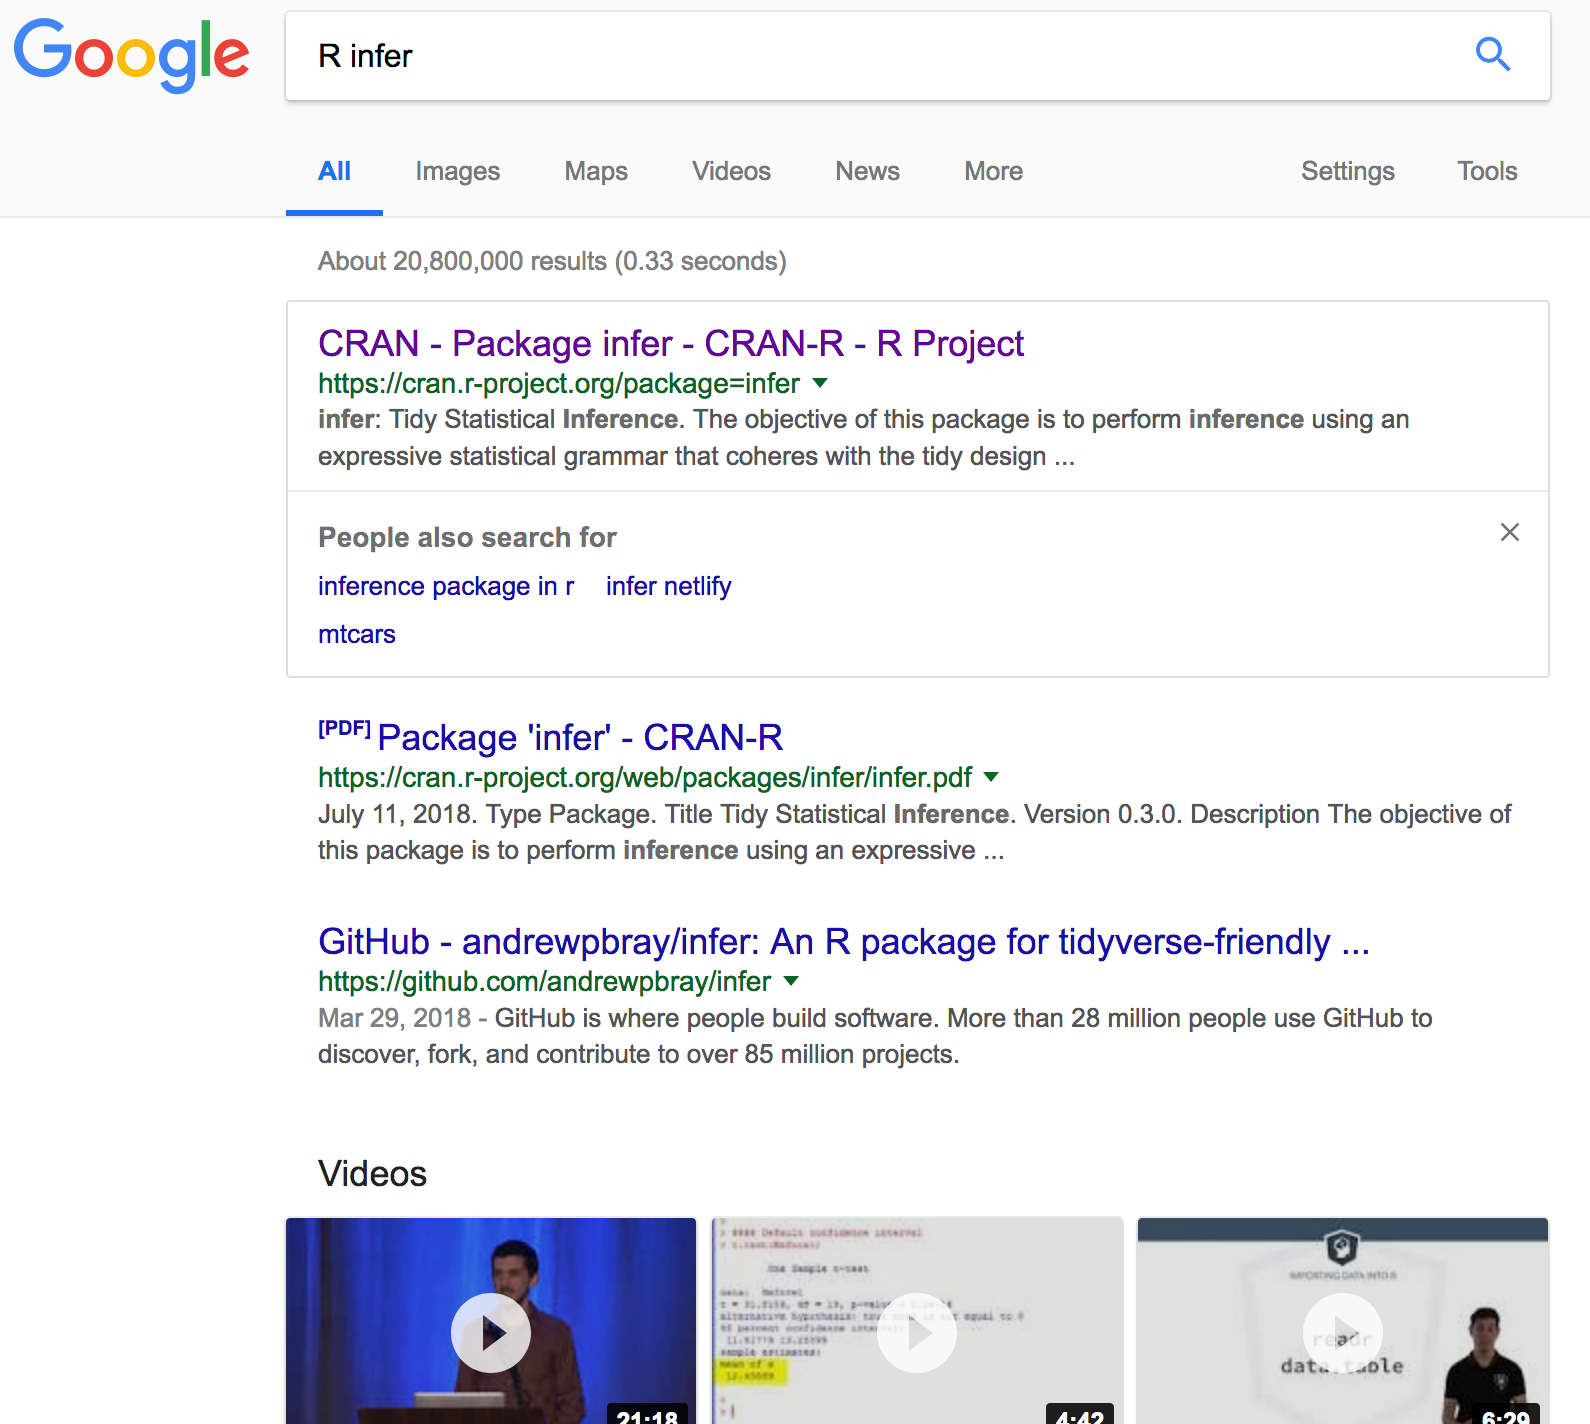 Google
R infer
All Images Maps Videos News More Settings Tools
About 20,800,000 results (0.33 seconds)
CRAN - Package infer - CRAN-R - R Project
https://cran.r-project.org/package=infer
infer: Tidy Statistical Inference. The objective of this package is to perform inference using an
expressive statistical grammar that coheres with the tidy design ...
People also search for
inference package in r infer netlify
mtcars
[PDF] Package 'infer' - CRAN-R
https://cran.r-project.org/web/packages/infer/infer.pdf
July 11, 2018. Type Package. Title Tidy Statistical Inference. Version 0.3.0. Description The objective of
this package is to perform inference using an expressive ...
GitHub - andrewpbray/infer: An R package for tidyverse-friendly ...
https://github.com/andrewpbray/infer
Mar 29, 2018 - GitHub is where people build software. More than 28 million people use GitHub to
discover, fork, and contribute to over 85 million projects.
Videos
#### Default confidence interval
One Sample t-test
mean of x
IMPORTING DATA INTO R
readr
data.table
21:18
4:42
6:29